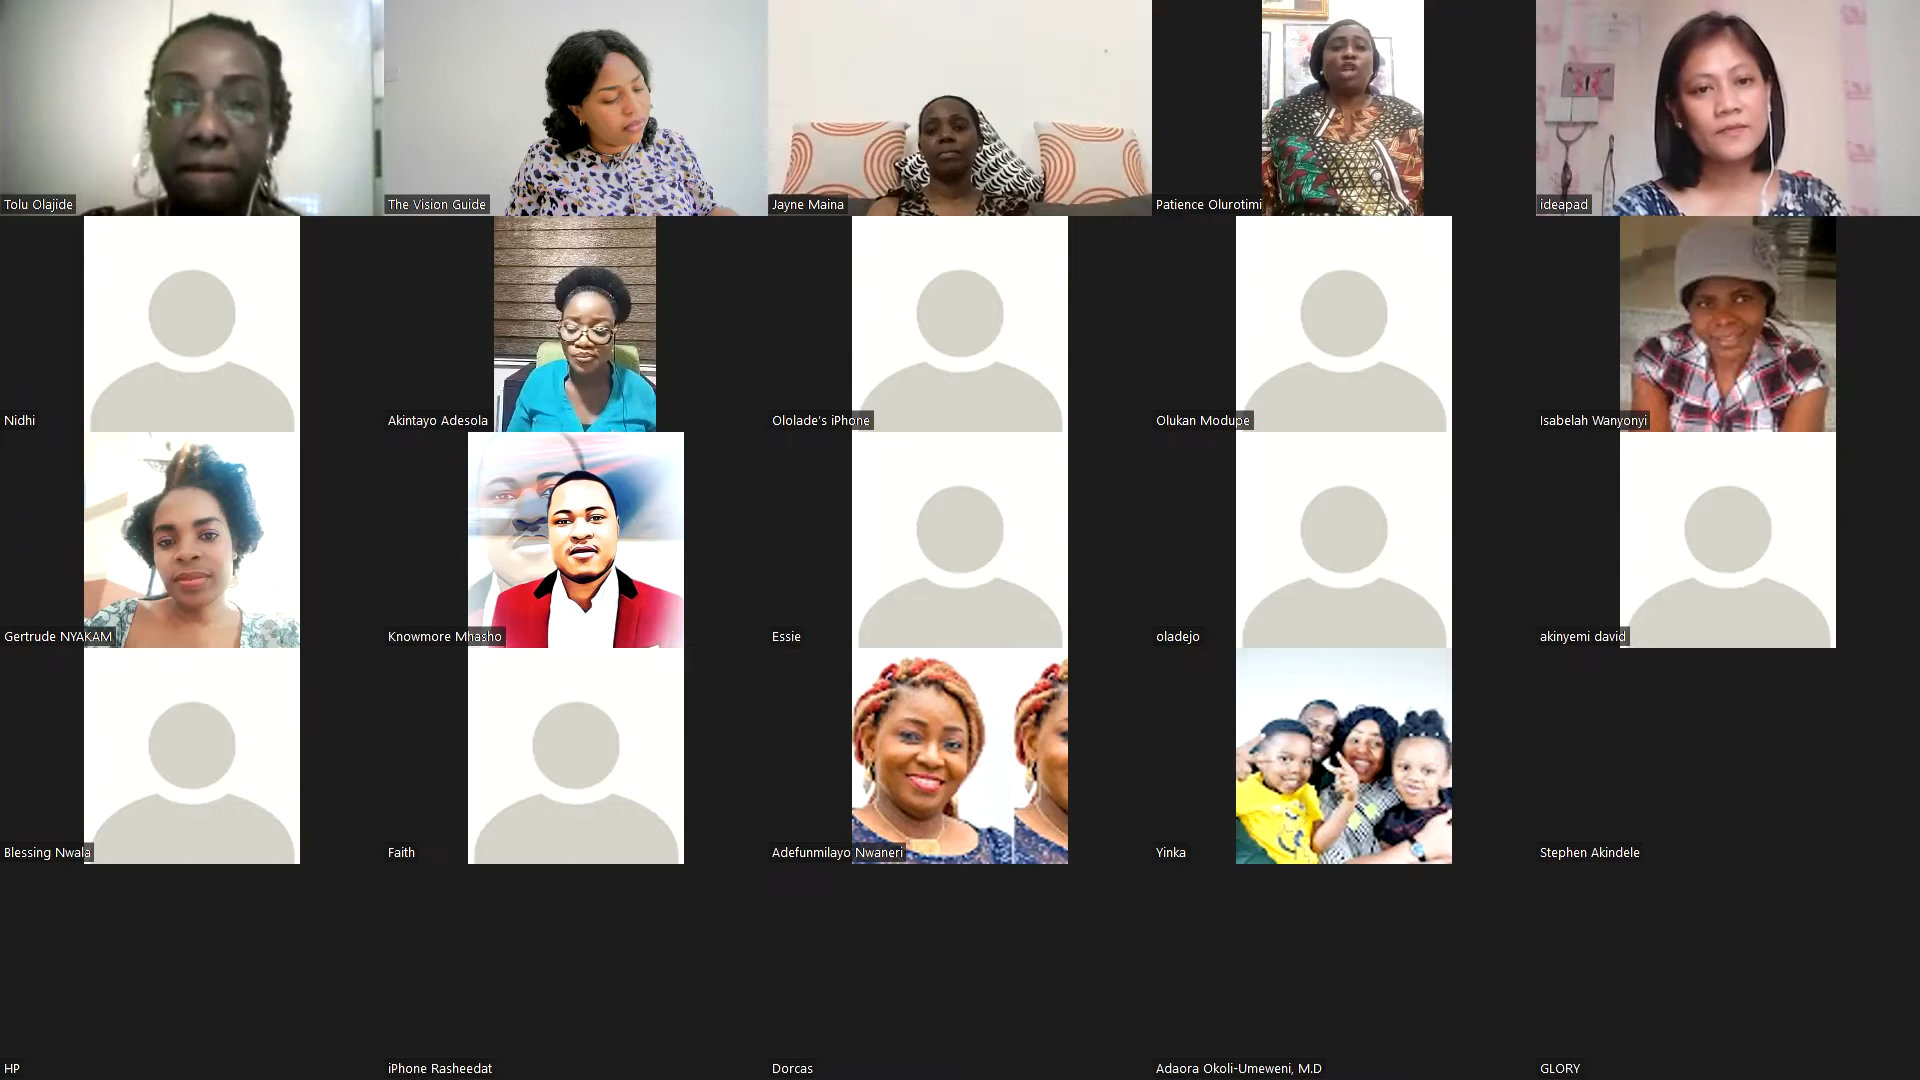 Tolu Olajide
The Vision Guide
Jayne Maina
Patience Olurotimi
ideapad
Nidhi
Akintayo Adesola
Ololade's iPhone
Olukan Modupe
Isabelah Wanyonyi
Gertrude NYAKAM
Knowmore Mhasho
Essie
oladejo
akinyemi david
Blessing Nwala
Faith
Adefunmilayo Nwaneri
Yinka
Stephen Akindele
HP
iPhone Rasheedat
Dorcas
Adaora Okoli-Umeweni, M.D
GLORY